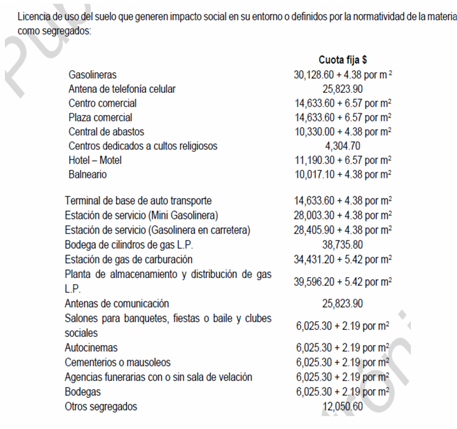 Licencia de uso del suelo que generen impacto social en su entorno o definidos por la normatividad de la materia
como segregados:
Cuota fija $
Gasolineras 30,128.60 + 4.38 por m²
Antena de telefonía celular 25,823.90
Centro comercial 14,633.60 + 6.57 por m²
Plaza comercial 14,633.60 + 6.57 por m²
Central de abastos 10,330.00 + 4.38 por m²
Centros dedicados a cultos religiosos 4,304.70
Hotel – Motel 11,190.30 + 6.57 por m²
Balneario 10,017.10 + 4.38 por m²
Terminal de base de auto transporte 14,633.60 + 4.38 por m²
Estación de servicio (Mini Gasolinera) 28,003.30 + 4.38 por m²
Estación de servicio (Gasolinera en carretera) 28,405.90 + 4.38 por m²
Bodega de cilindros de gas L.P. 38,735.80
Estación de gas de carburación 34,431.20 + 5.42 por m²
Planta de almacenamiento y distribución de gas
L.P. 39,596.20 + 5.42 por m²
Antenas de comunicación 25,823.90
Salones para banquetes, fiestas o baile y clubes
sociales 6,025.30 + 2.19 por m²
Autocinemas 6,025.30 + 2.19 por m²
Cementerios o mausoleos 6,025.30 + 2.19 por m²
Agencias funerarias con o sin sala de velación 6,025.30 + 2.19 por m²
Bodegas 6,025.30 + 2.19 por m²
Otros segregados 12,050.60